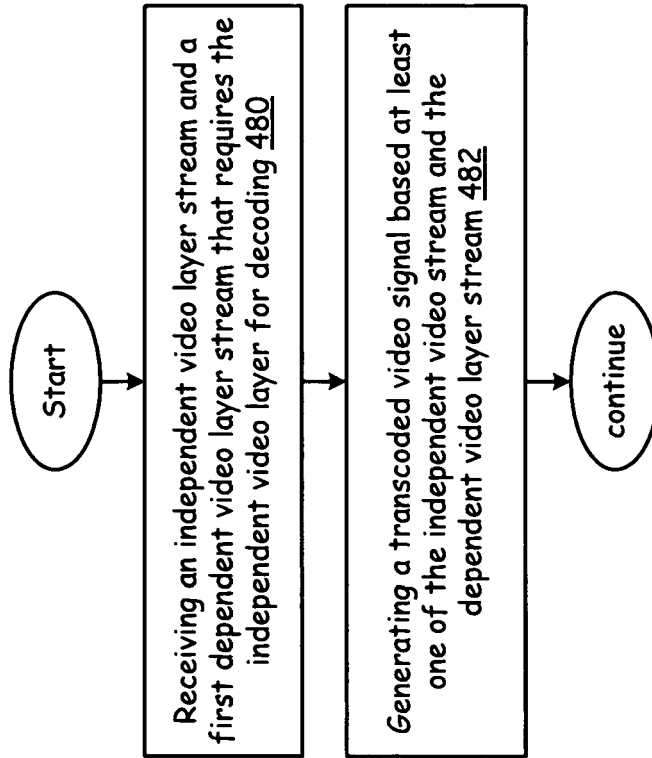 Start
Receiving an independent video layer stream and a
first dependent video layer stream that requires the
independent video layer for decoding 480
Generating a transcoded video signal based at least
one of the independent video stream and the
dependent video layer stream 482
continue